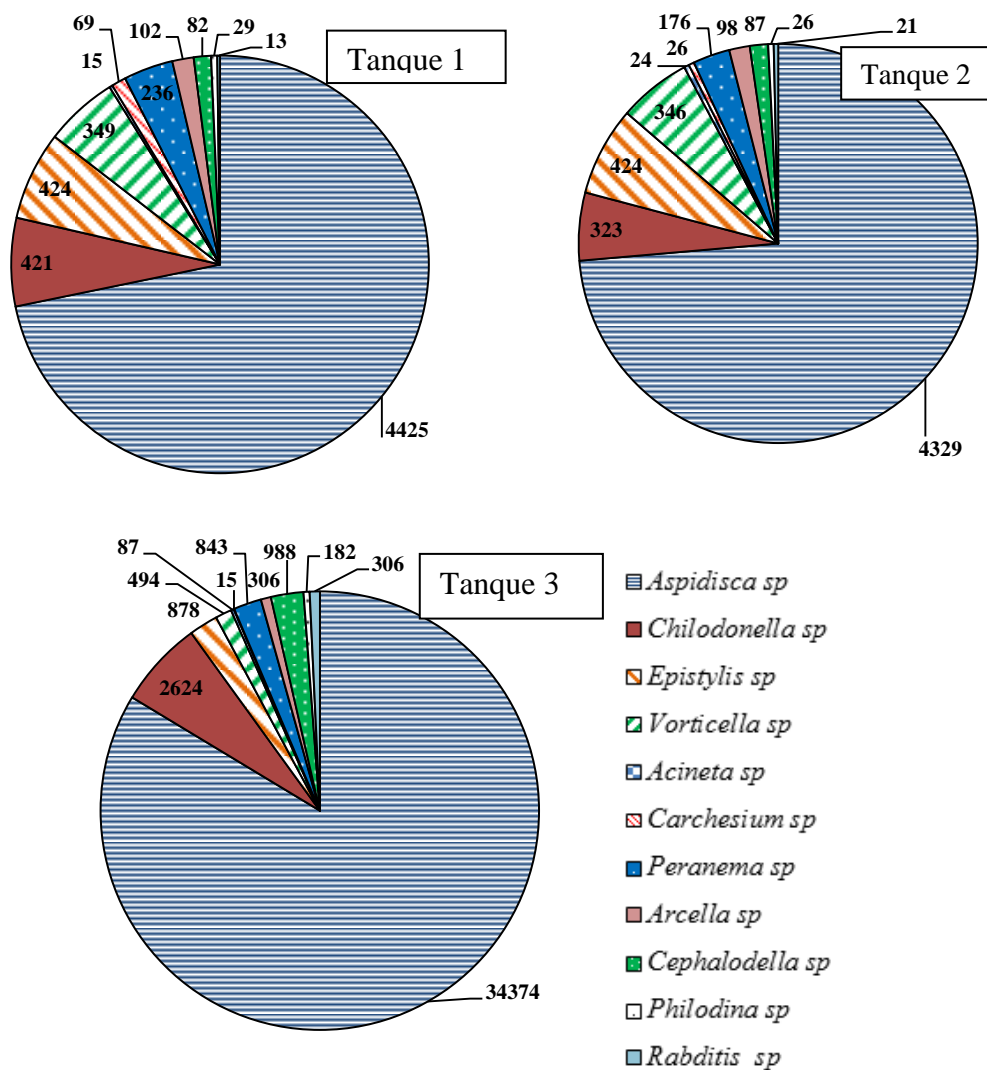 69
102
82
29
13
15
Tanque 1
236
349
424
421
4425
176
98
87
26
21
26
24
Tanque 2
346
424
323
4329
87
843
988
182
306
494
15
306
878
Tanque 3
2624
34374
Aspidisca sp
Chilodonella sp
Epistylis sp
Vorticella sp
Acineta sp
Carchesium sp
Peranema sp
Arcella sp
Cephalodella sp
Philodina sp
Rabditis sp